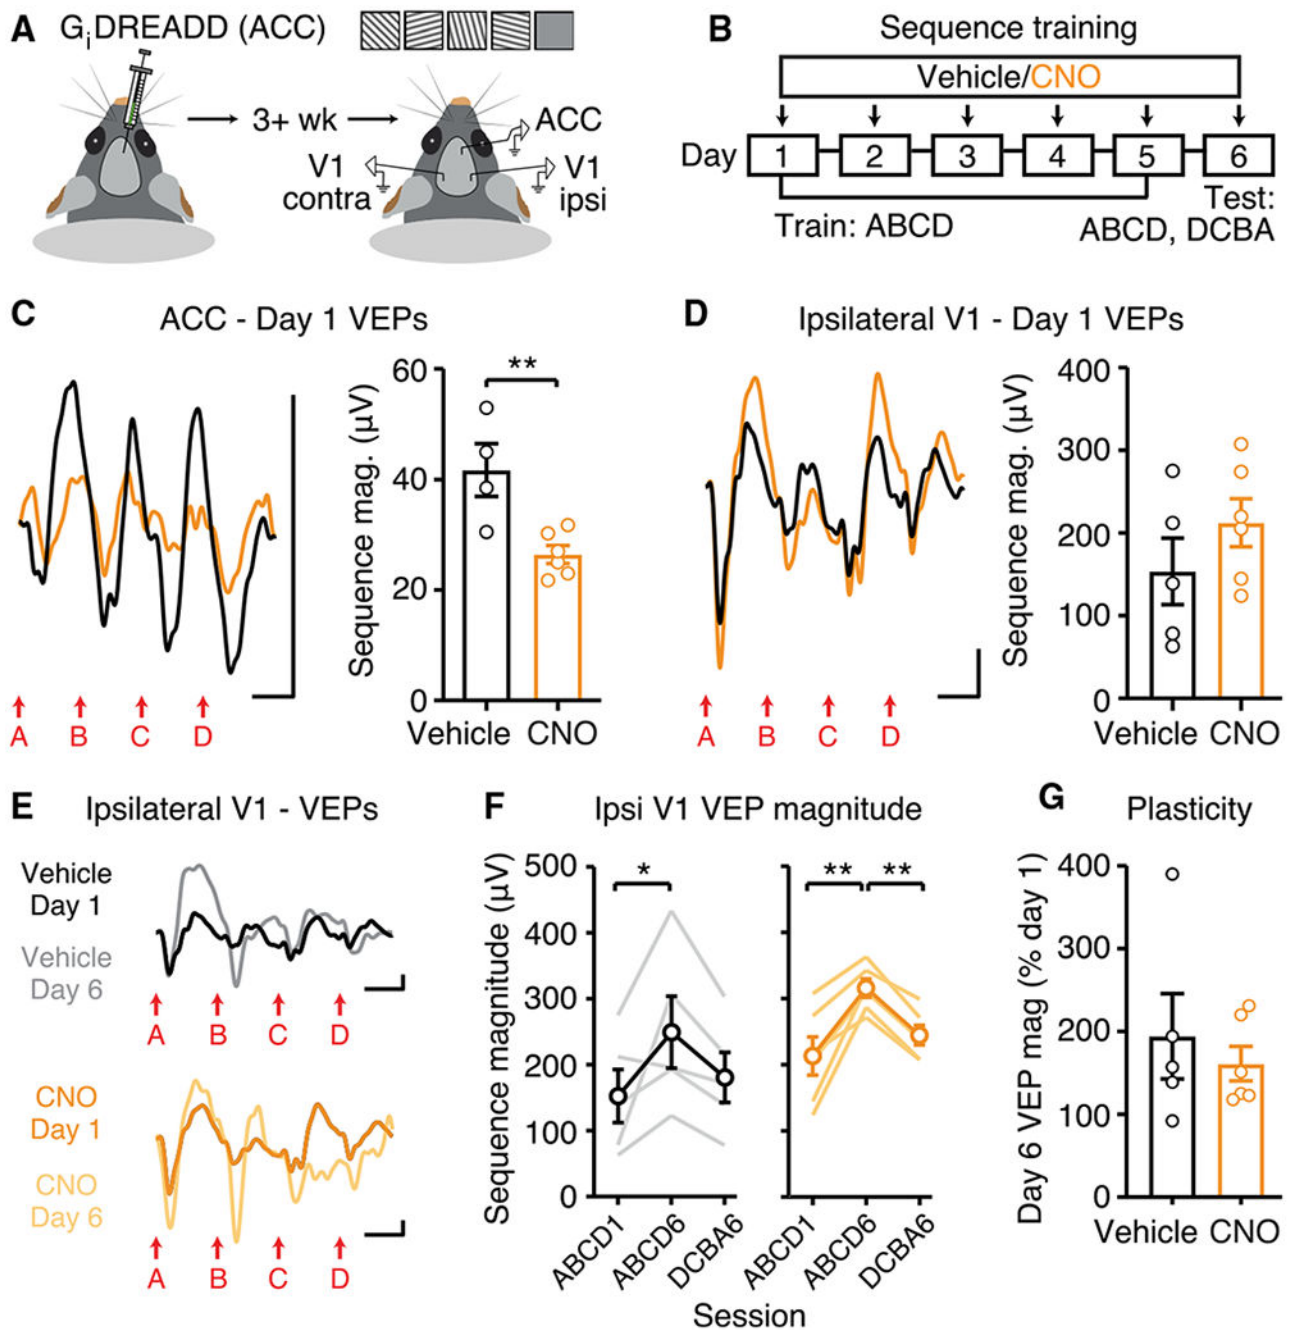 A GiDREADD (ACC)
3+ wk
ACC
V1
contra
V1
ipsi
B Sequence training
Vehicle/CNO
Day 1 2 3 4 5 6
Train: ABCD
Test:
ABCD, DCBA
C ACC - Day 1 VEPs
A B C D
Sequence mag. (µV)
60
40
20
0
**
Vehicle CNO
D Ipsilateral V1 - Day 1 VEPs
A B C D
Sequence mag. (µV)
400
300
200
100
0
Vehicle CNO
E Ipsilateral V1 - VEPs
Vehicle
Day 1
Vehicle
Day 6
A B C D
CNO
Day 1
CNO
Day 6
A B C D
F Ipsi V1 VEP magnitude
Sequence magnitude (µV)
500
400
300
200
100
0
*
** **
ABCD1 ABCD6 DCBA6 ABCD1 ABCD6 DCBA6
Session
G Plasticity
Day 6 VEP mag (% day 1)
400
300
200
100
0
Vehicle CNO